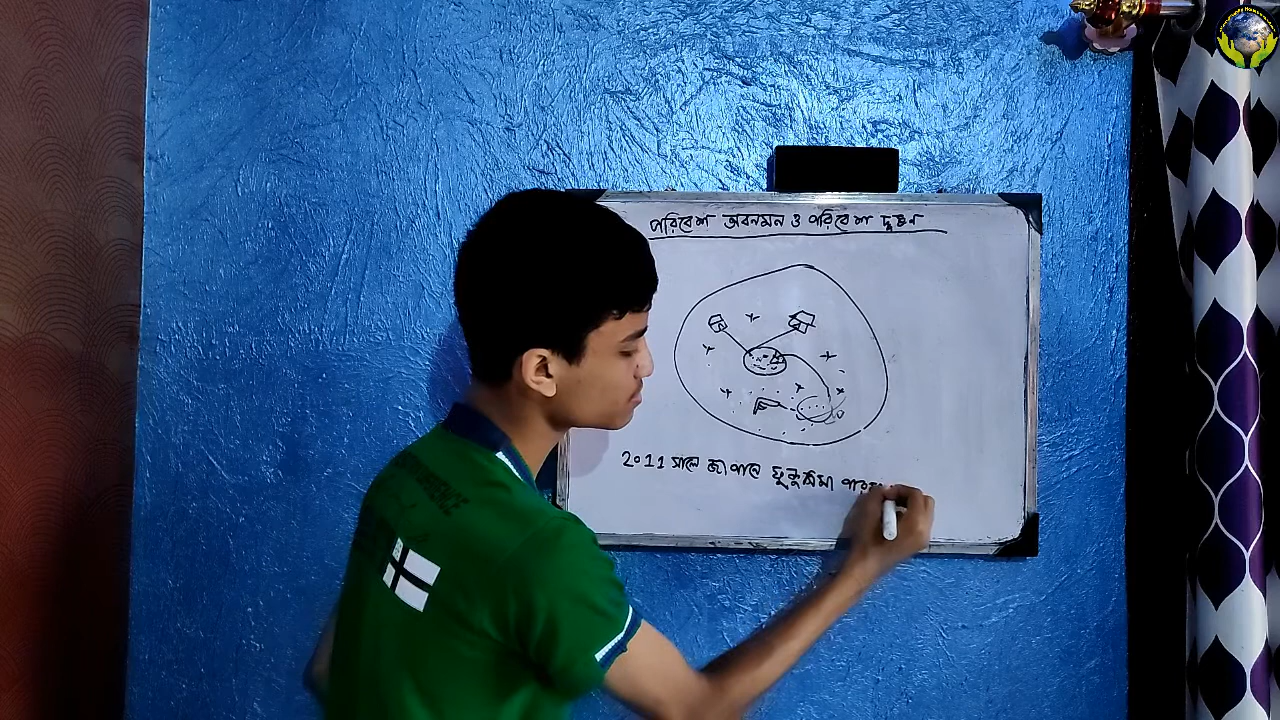 পরিবেশ অবনমন ও পরিবেশ দূষণ
2011 সালে জাপানে ফুকুশিমা